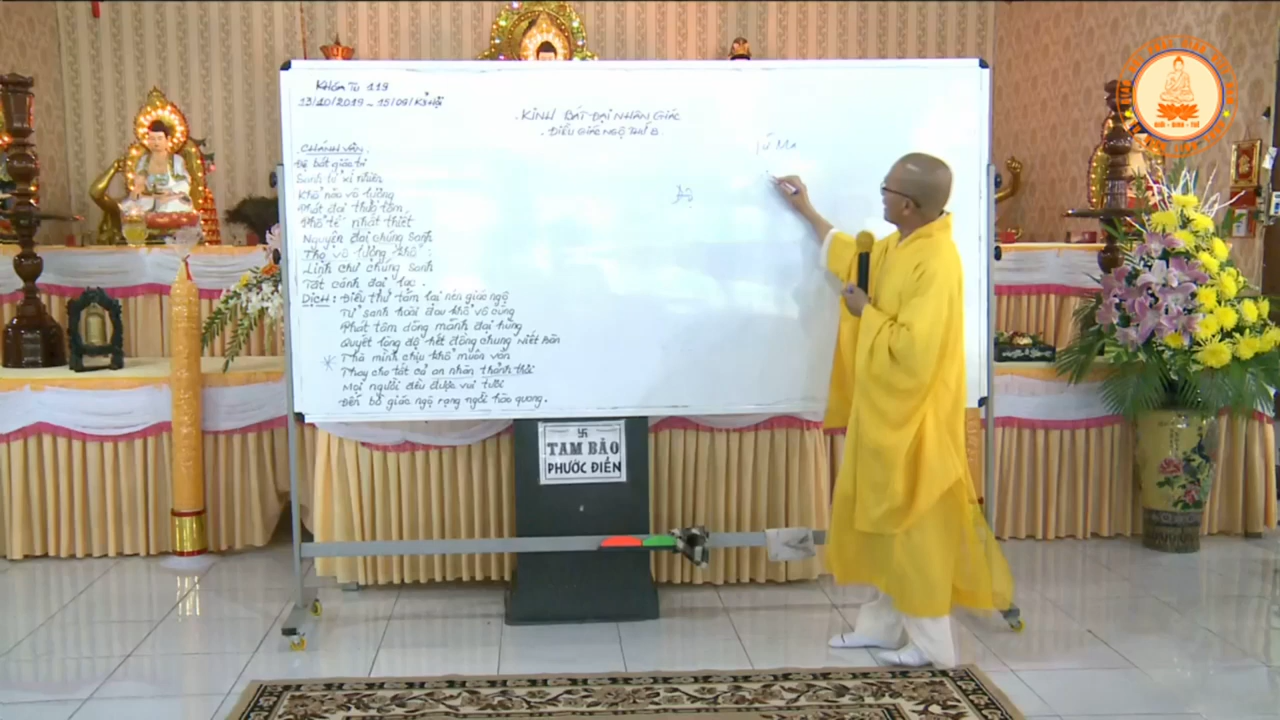 Khóa Tu 119
13/10/2019 ~ 15/09/Kỷ Hợi
. KINH BÁT ĐẠI NHÂN GIÁC
. ĐIỀU GIÁC NGỘ THỨ 8 .
Tứ Ma
CHÁNH VĂN .
Đệ bát giác tri
Sanh tử xí nhiên
Khổ não vô lượng
Phát đại thừa tâm .
Phổ tế nhất thiết
Nguyện đại chúng sanh
Thọ vô lượng khổ :
Linh chư chúng sanh
Tất cánh đại lạc .
DỊCH : Điều thứ tám lại nên giác ngộ
Tử sanh hoài đau khổ vô cùng
Phát tâm dõng mãnh đại hùng
Quyết lòng độ hết đồng chung Niết Bàn
Thà mình chịu khổ muôn vàn
Thay cho tất cả an nhàn thảnh thơi
Mọi người đều được vui tươi
Đến bờ giác ngộ rạng ngời hào quang .
TAM BẢO
PHƯỚC ĐIỀN